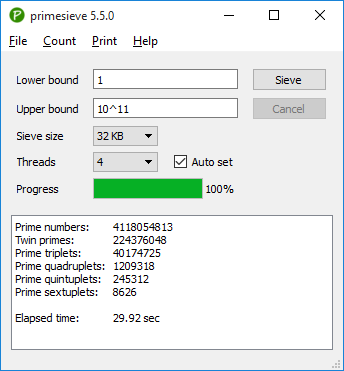 primesieve 5.5.0
File Count Print Help
Lower bound 1 Sieve
Upper bound 10^11 Cancel
Sieve size 32 KB
Threads 4 Auto set
Progress 100%
Prime numbers: 4118054813
Twin primes: 224376048
Prime triplets: 40174725
Prime quadruplets: 1209318
Prime quintuplets: 245312
Prime sextuplets: 8626
Elapsed time: 29.92 sec